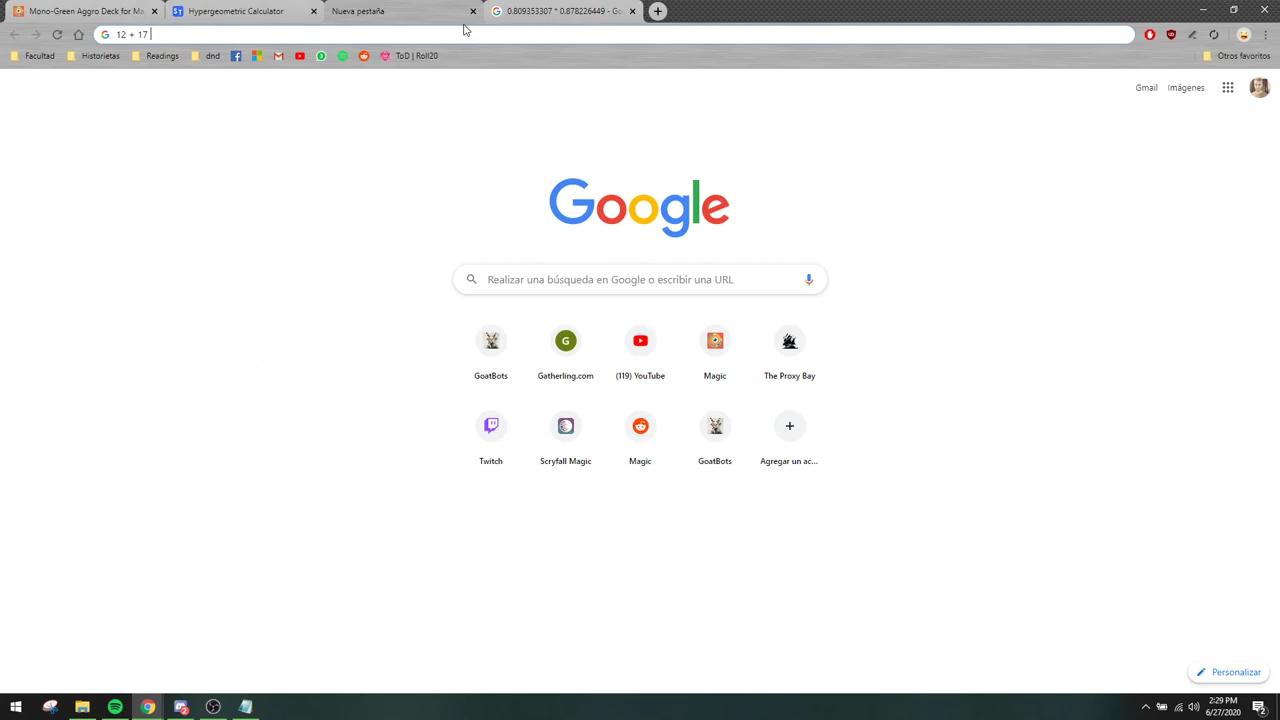 Mono-Green Aggro Deck for Ma
Hypergeometric Calculator
Nueva pestaña
0.809353307 * 0.878226449 - Go
12 + 17
Facultad
Historietas
Readings
dnd
ToD | Roll20
Otros favoritos
Gmail
Imágenes
Google
Realizar una búsqueda en Google o escribir una URL
G
GoatBots
Gatherling.com
(119) YouTube
Magic
The Proxy Bay
Twitch
Scryfall Magic
Magic
GoatBots
Agregar un ac...
Personalizar
2:29 PM
6/27/2020
2